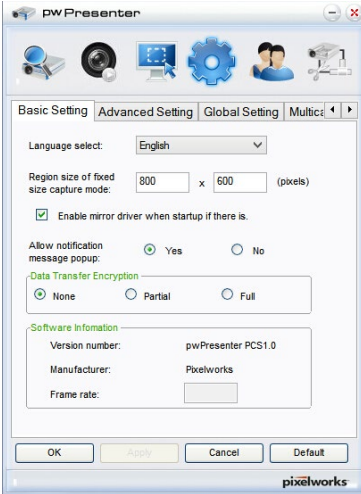 pwPresenter
Basic Setting Advanced Setting Global Setting Multica
Language select: English
Region size of fixed
size capture mode: 800 x 600 (pixels)
Enable mirror driver when startup if there is.
Allow notification
message popup: Yes No
Data Transfer Encryption
None Partial Full
Software Infomation
Version number: pwPresenter PCS1.0
Manufacturer: Pixelworks
Frame rate:
OK Apply Cancel Default
pixelworks